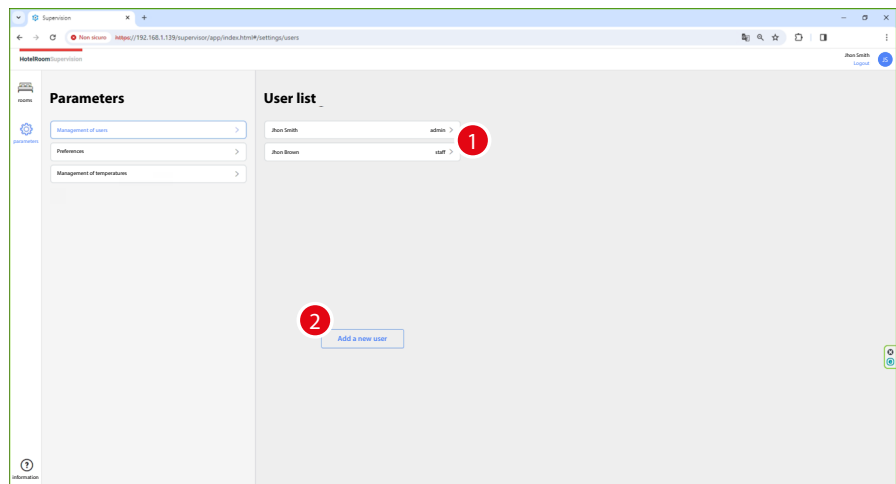 Supervision
Non sicuro https://192.168.1.139/supervisor/app/index.html#/settings/users
HotelRoomSupervision
Jhon Smith
Logout
JS
rooms
parameters
Parameters
Management of users
Preferences
Management of temperatures
User list
Jhon Smith admin
Jhon Brown staff
1
2
Add a new user
information